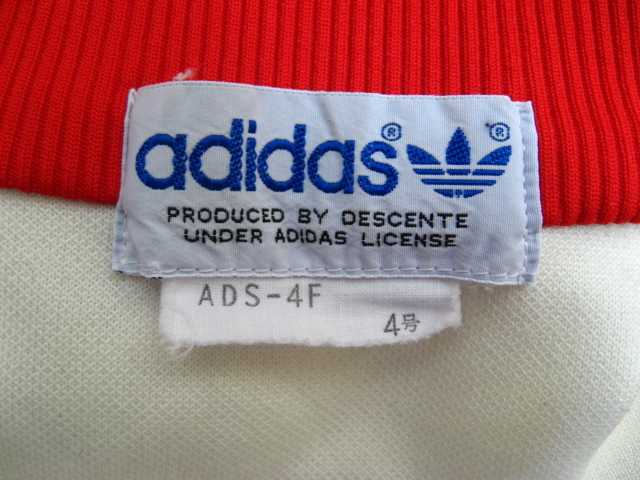 adidas® ®
PRODUCED BY DESCENTE
UNDER ADIDAS LICENSE
ADS-4F
4号